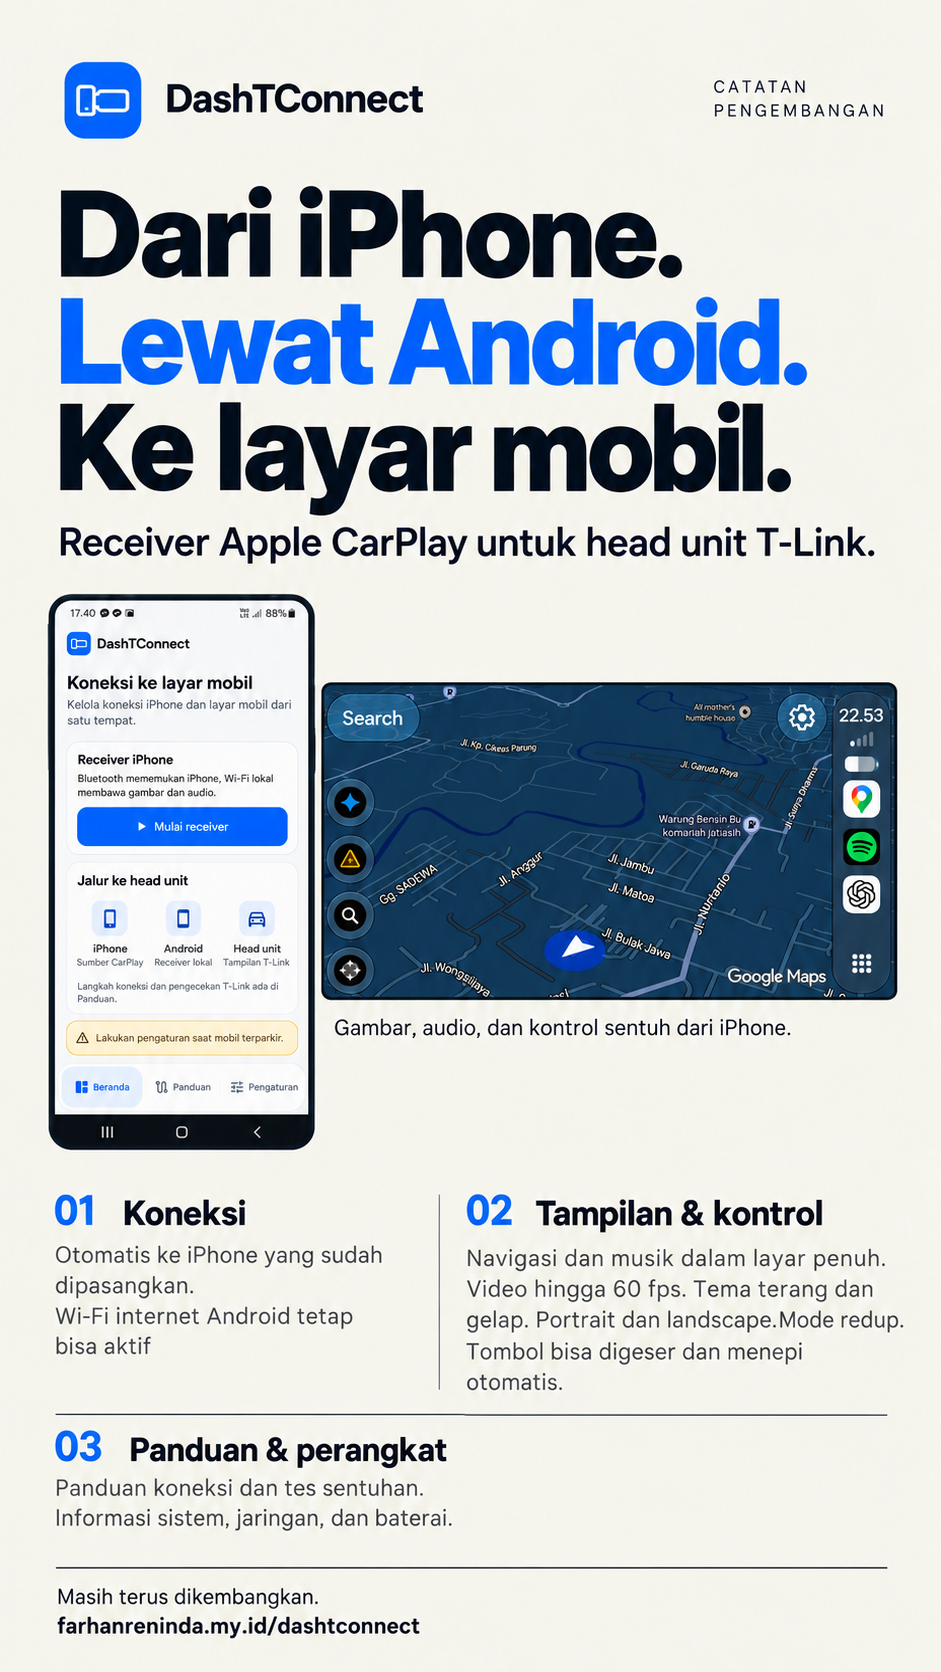 DashTConnect
CATATAN
PENGEMBANGAN
Dari iPhone.
Lewat Android.
Ke layar mobil.
Receiver Apple CarPlay untuk head unit T-Link.
17.40
88%
DashTConnect
Koneksi ke layar mobil
Kelola koneksi iPhone dan layar mobil dari
satu tempat.
Receiver iPhone
Bluetooth mememukan iPhone, Wi-Fi lokal
membawa gambar dan audio.
Mulai receiver
Jalur ke head unit
iPhone
Sumber CarPlay
Android
Receiver lokal
Head unit
Tampilan T-Link
Langkah koneksi dan pengecekan T-Link ada di
Panduan.
Lakukan pengaturan saat mobil terparkir.
Beranda
Panduan
Pengaturan
Search
All mother's
humble house
22.53
Jl. Kp. Cikeas Parung
Jl. Garuda Raya
Jl. Surya Dharma
Warung Bensin Bu
komariah jatiasih
Gg. SADEWA
Jl. Anggur
Jl. Jambu
Jl. Matoa
Jl. Nurtanio
Jl. Bulak Jawa
Jl. Wongsilaya
Google Maps
Gambar, audio, dan kontrol sentuh dari iPhone.
01 Koneksi
Otomatis ke iPhone yang sudah
dipasangkan.
Wi-Fi internet Android tetap
bisa aktif
02 Tampilan & kontrol
Navigasi dan musik dalam layar penuh.
Video hingga 60 fps. Tema terang dan
gelap. Portrait dan landscape.Mode redup.
Tombol bisa digeser dan menepi
otomatis.
03 Panduan & perangkat
Panduan koneksi dan tes sentuhan.
Informasi sistem, jaringan, dan baterai.
Masih terus dikembangkan.
farhanreninda.my.id/dashtconnect